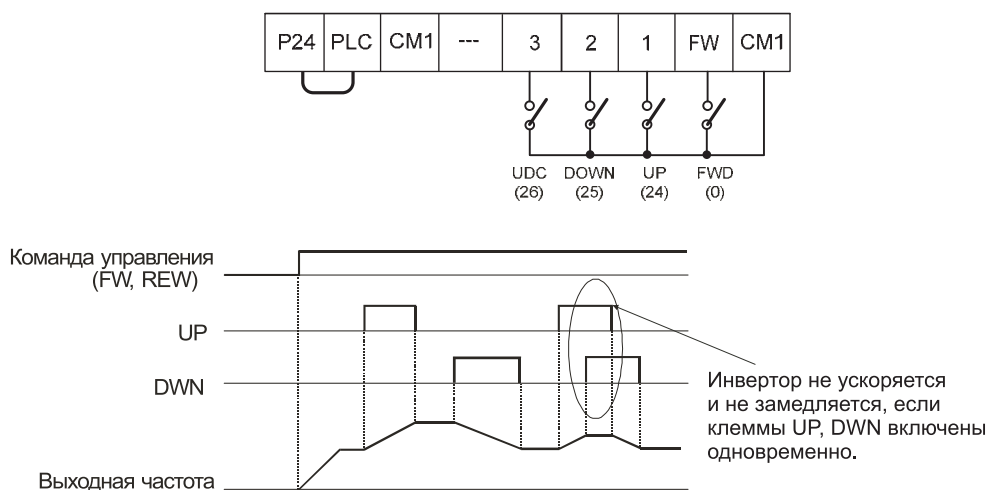 P24 PLC CM1 --- 3 2 1 FW CM1
UDC DOWN UP FWD
(26) (25) (24) (0)
Команда управления
(FW, REW)
UP
DWN
Инвертор не ускоряется
и не замедляется, если
клеммы UP, DWN включены
одновременно.
Выходная частота